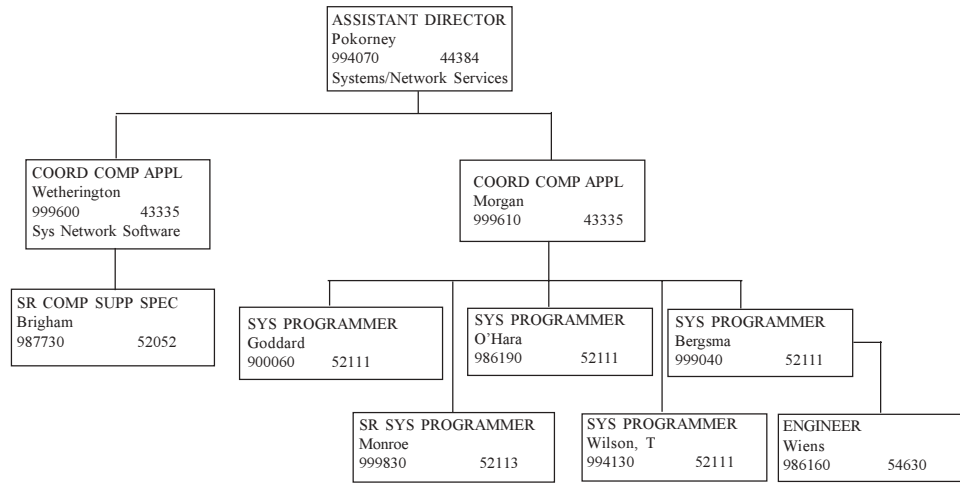 ASSISTANT DIRECTOR
Pokorney
994070 44384
Systems/Network Services
COORD COMP APPL
Wetherington
999600 43335
Sys Network Software
COORD COMP APPL
Morgan
999610 43335
SR COMP SUPP SPEC
Brigham
987730 52052
SYS PROGRAMMER
Goddard
900060 52111
SYS PROGRAMMER
O'Hara
986190 52111
SYS PROGRAMMER
Bergsma
999040 52111
SR SYS PROGRAMMER
Monroe
999830 52113
SYS PROGRAMMER
Wilson, T
994130 52111
ENGINEER
Wiens
986160 54630